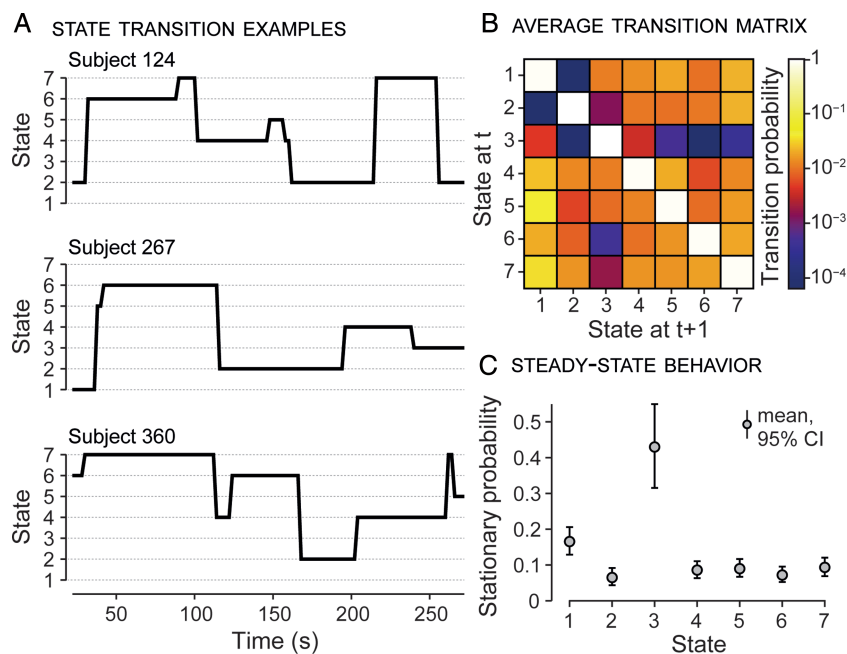 A STATE TRANSITION EXAMPLES
Subject 124
State
7
6
5
4
3
2
1
Subject 267
State
7
6
5
4
3
2
1
Subject 360
State
7
6
5
4
3
2
1
50 100 150 200 250
Time (s)
B AVERAGE TRANSITION MATRIX
State at t
1
2
3
4
5
6
7
1 2 3 4 5 6 7
State at t+1
Transition probability
1
10⁻¹
10⁻²
10⁻³
10⁻⁴
C STEADY-STATE BEHAVIOR
Stationary probability
0.5
0.4
0.3
0.2
0.1
0
mean,
95% CI
1 2 3 4 5 6 7
State